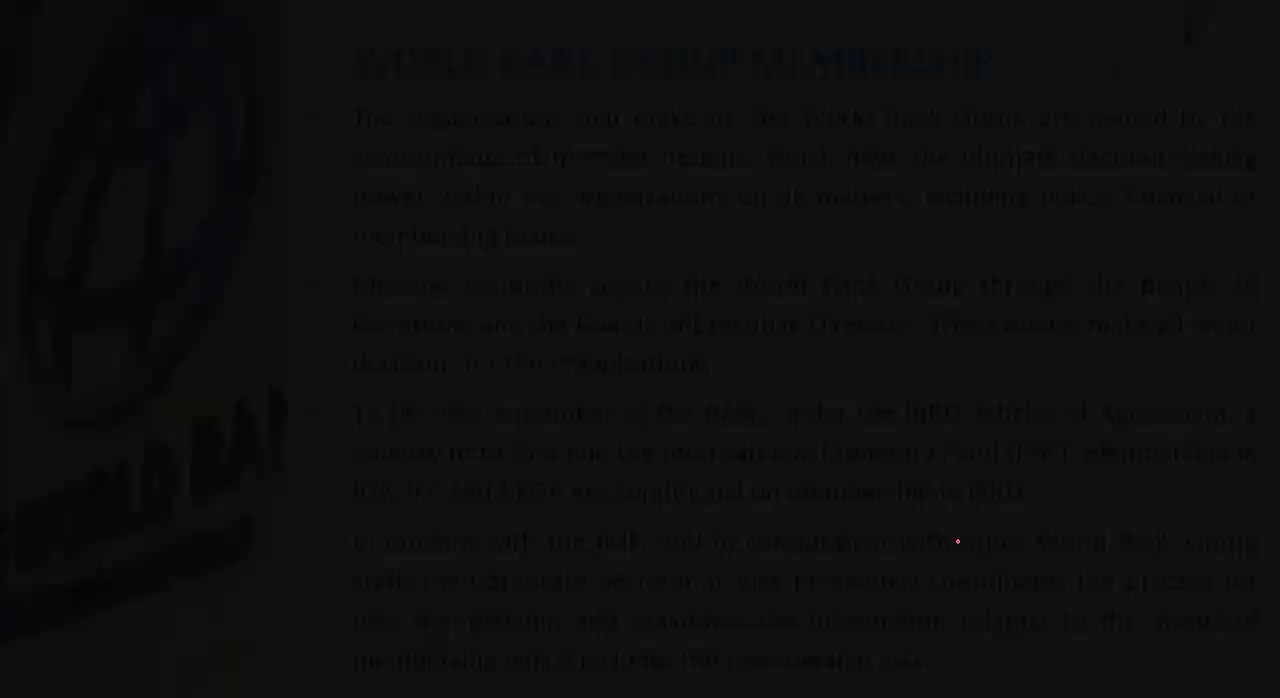 WORLD BANK GROUP MEMBERSHIP
The organizations that make up the World Bank Group are owned by the
governments of member nations, which have the ultimate decision-making
power within the organizations on all matters, including policy, financial or
membership issues.
Member countries govern the World Bank Group through the Boards of
Governors and the Boards of Executive Directors. These bodies make all major
decisions for the organizations.
To become a member of the Bank, under the IBRD Articles of Agreement, a
country must first join the International Monetary Fund (IMF). Membership in
IDA, IFC and MIGA are conditional on membership in IBRD.
In tandem with the IMF, and in consultation with other World Bank Group
staff, the Corporate Secretariat Vice Presidency coordinates the process for
new membership and maintains the information relating to the status of
membership which includes the membership lists.
WORLD BAN